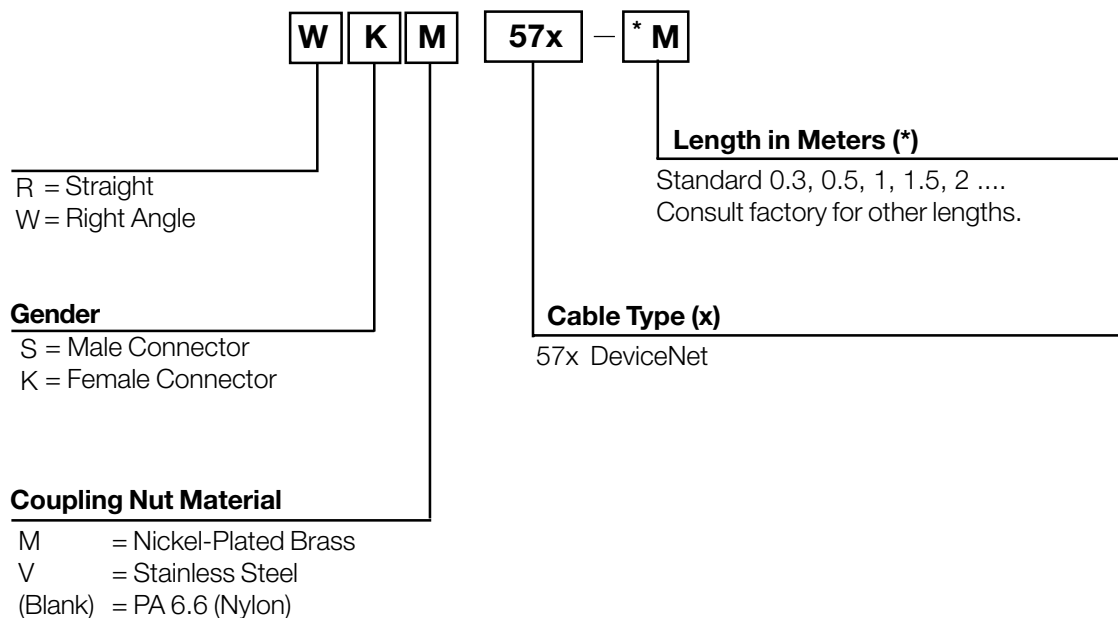 W K M 57x – * M
Length in Meters (*)
Standard 0.3, 0.5, 1, 1.5, 2 ....
Consult factory for other lengths.
R = Straight
W = Right Angle
Gender
S = Male Connector
K = Female Connector
Cable Type (x)
57x DeviceNet
Coupling Nut Material
M = Nickel-Plated Brass
V = Stainless Steel
(Blank) = PA 6.6 (Nylon)